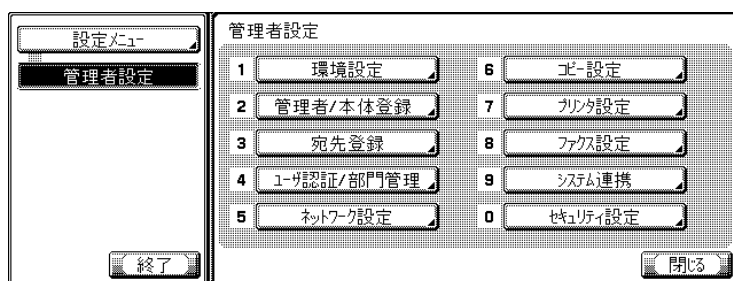 設定ﾒﾆｭｰ
管理者設定
終了
管理者設定
1 環境設定
2 管理者/本体登録
3 宛先登録
4 ﾕｰｻﾞ認証/部門管理
5 ﾈｯﾄﾜｰｸ設定
6 ｺﾋﾟｰ設定
7 ﾌﾟﾘﾝﾀ設定
8 ﾌｧｸｽ設定
9 ｼｽﾃﾑ連携
0 ｾｷｭﾘﾃｨ設定
閉じる